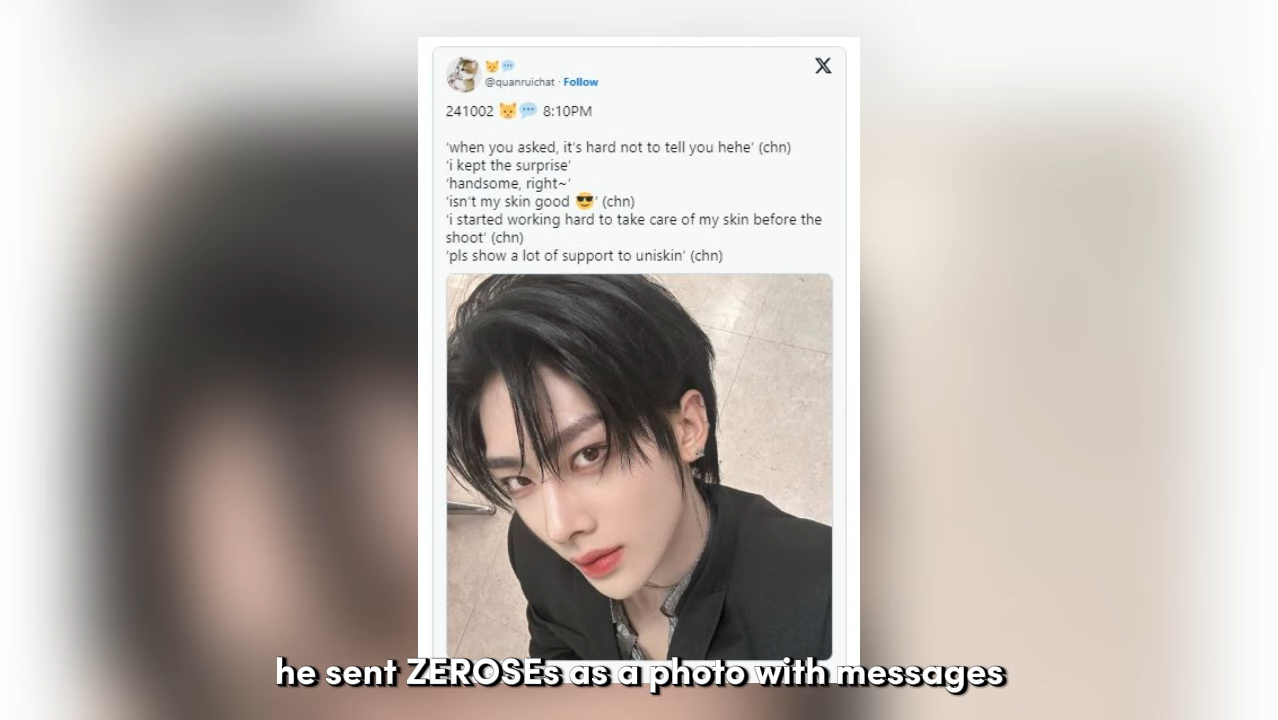 🐱💬
@quanruichat · Follow
241002 🐱💬 8:10PM
‘when you asked, it’s hard not to tell you hehe’ (chn)
‘i kept the surprise’
‘handsome, right~’
‘isn’t my skin good 😎’ (chn)
‘i started working hard to take care of my skin before the
shoot’ (chn)
‘pls show a lot of support to uniskin’ (chn)
he sent ZEROSEs as a photo with messages